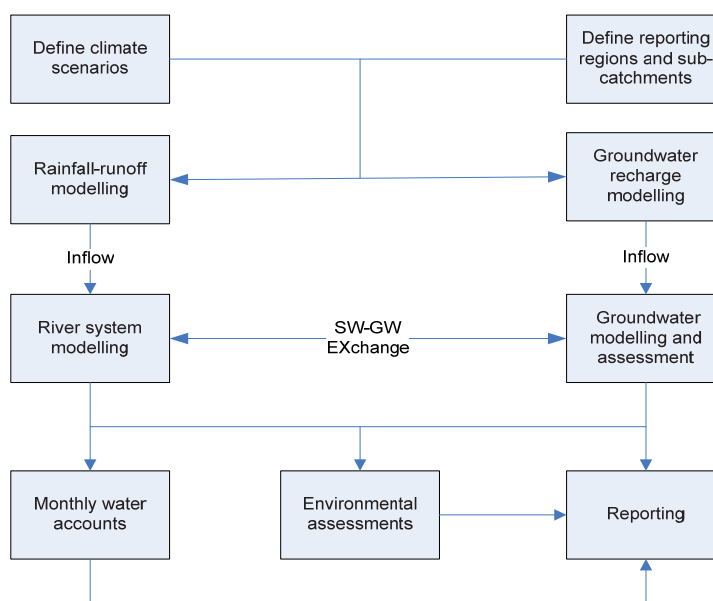 Define climate
scenarios
Define reporting
regions and sub-
catchments
Rainfall-runoff
modelling
Groundwater
recharge
modelling
Inflow
Inflow
River system
modelling
SW-GW
EXchange
Groundwater
modelling and
assessment
Monthly water
accounts
Environmental
assessments
Reporting